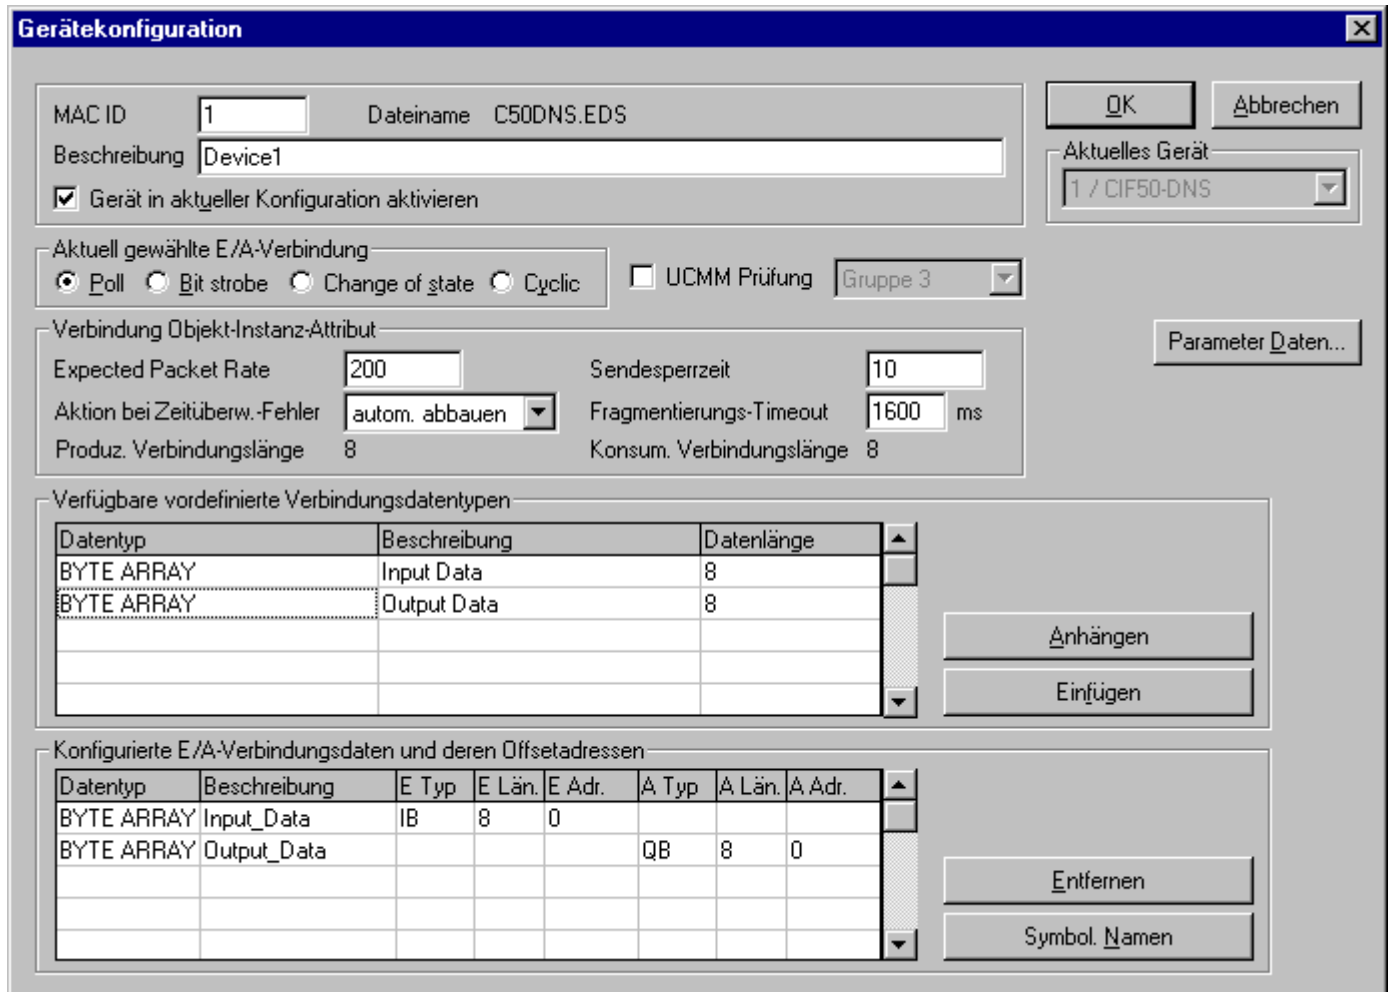 Gerätekonfiguration
MAC ID 1 Dateiname C50DNS.EDS
OK Abbrechen
Beschreibung Device1
Aktuelles Gerät
1 / CIF50-DNS
Gerät in aktueller Konfiguration aktivieren
Aktuell gewählte E/A-Verbindung
Poll Bit strobe Change of state Cyclic
UCMM Prüfung Gruppe 3
Verbindung Objekt-Instanz-Attribut
Parameter Daten...
Expected Packet Rate 200 Sendesperrzeit 10
Aktion bei Zeitüberw.-Fehler autom. abbauen Fragmentierungs-Timeout 1600 ms
Produz. Verbindungslänge 8 Konsum. Verbindungslänge 8
Verfügbare vordefinierte Verbindungsdatentypen
Datentyp Beschreibung Datenlänge
BYTE ARRAY Input Data 8
BYTE ARRAY Output Data 8
Anhängen
Einfügen
Konfigurierte E/A-Verbindungsdaten und deren Offsetadressen
Datentyp Beschreibung E Typ E Län. E Adr. A Typ A Län. A Adr.
BYTE ARRAY Input_Data IB 8 0
BYTE ARRAY Output_Data QB 8 0
Entfernen
Symbol. Namen